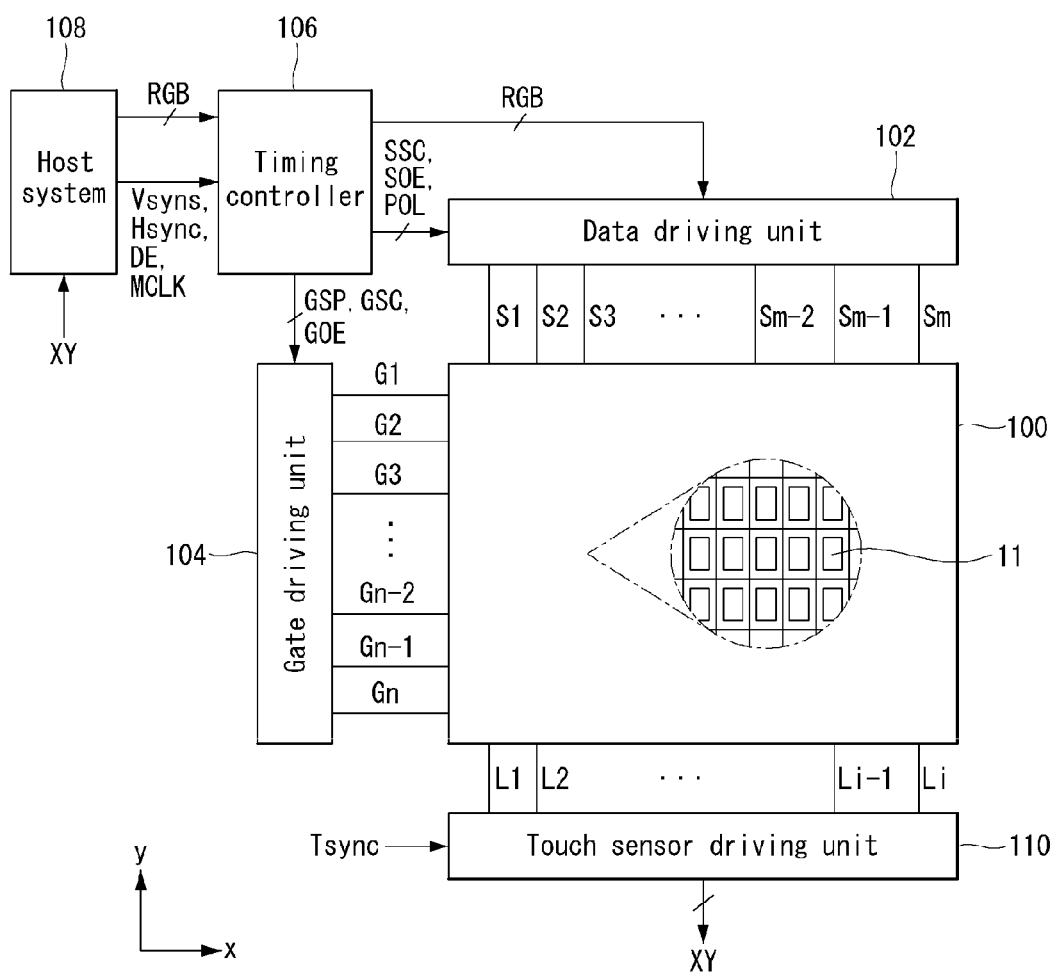 108
106
RGB
RGB
102
Host
system
Timing
controller
SSC,
SOE,
POL
Vsyns,
Hsync,
DE,
MCLK
Data driving unit
XY
GSP, GSC,
GOE
S1 S2 S3 ··· Sm-2 Sm-1 Sm
G1
G2
G3
⋮
Gn-2
Gn-1
Gn
Gate driving unit
104
100
11
L1 L2 ··· Li-1 Li
Tsync
Touch sensor driving unit
110
XY
y
x